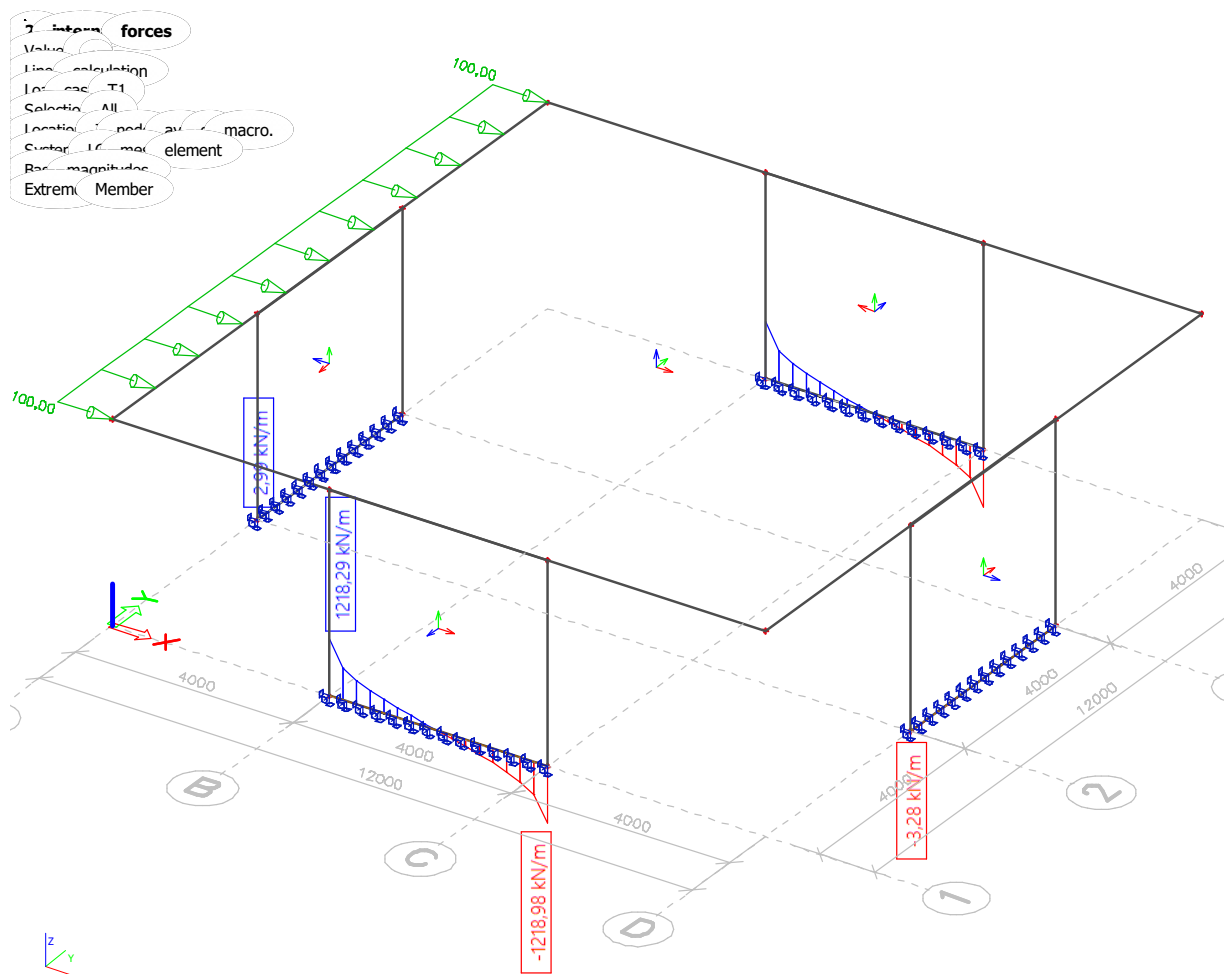 forces
calculation
T1
All
macro.
element
magnitudes
Member
100,00
100,00
2,99 kN/m
1218,29 kN/m
-1218,98 kN/m
-3,28 kN/m
Y
X
4000
4000
4000
12000
4000
4000
4000
12000
B
C
D
1
2
Z
Y